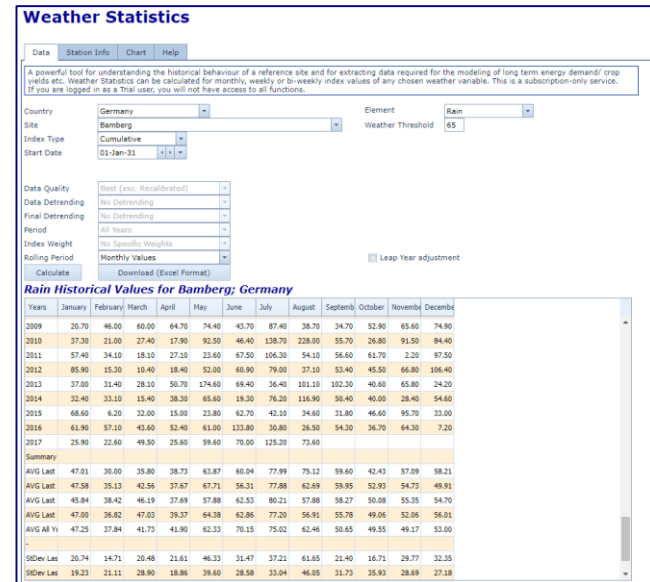 Weather Statistics
Data Station Info Chart Help
A powerful tool for understanding the historical behaviour of a reference site and for extracting data required for the modeling of long term energy demand/ crop
yields etc. Weather Statistics can be calculated for monthly, weekly or bi-weekly index values of any chosen weather variable. This is a subscription-only service.
If you are logged in as a Trial user, you will not have access to all functions.
Country Germany Element Rain
Site Bamberg Weather Threshold 65
Index Type Cumulative
Start Date 01-Jan-31
Data Quality Best (exc. Recalibrated)
Data Detrending No Detrending
Final Detrending No Detrending
Period All Years
Index Weight No Specific Weights
Rolling Period Monthly Values Leap Year adjustment
Calculate Download (Excel Format)
Rain Historical Values for Bamberg; Germany
Years January February March April May June July August Septemb October Novembe Decembe
2009 20.70 46.00 60.00 64.70 74.40 43.70 87.40 38.70 34.70 52.90 65.60 74.90
2010 37.30 21.00 27.40 17.90 92.50 46.40 138.70 228.00 55.70 26.80 91.50 84.40
2011 57.40 34.10 18.10 27.10 23.60 67.50 106.30 54.10 56.60 61.70 2.20 97.50
2012 85.90 15.30 10.40 18.40 52.00 60.90 79.00 37.10 53.40 45.50 66.80 106.40
2013 37.00 31.40 28.10 50.70 174.60 69.40 36.40 101.10 102.30 40.60 65.80 24.20
2014 32.40 33.10 15.40 38.30 65.60 19.30 76.20 116.90 50.40 40.00 28.40 54.60
2015 68.60 6.20 32.00 15.00 23.80 62.70 42.10 34.60 31.80 46.60 95.70 33.00
2016 61.90 57.10 43.60 52.40 61.00 133.80 30.80 26.50 54.30 36.70 64.30 7.20
2017 25.90 22.60 49.50 25.60 59.60 70.00 125.20 73.60
Summary
AVG Last 47.01 30.00 35.80 38.73 63.87 60.04 77.99 75.12 59.60 42.43 57.09 58.21
AVG Last 47.58 35.13 42.56 37.67 67.71 56.31 77.88 62.69 59.95 52.93 54.73 49.91
AVG Last 45.84 38.42 46.19 37.69 57.88 62.53 80.21 57.88 58.27 50.08 55.35 54.70
AVG Last 47.00 36.82 47.03 39.37 64.38 62.86 77.20 56.91 55.78 49.06 52.06 56.01
AVG All Y 47.25 37.84 41.73 41.90 62.33 70.15 75.02 62.46 50.65 49.55 49.17 53.00
-
StDev Las 20.74 14.71 20.48 21.61 46.33 31.47 37.21 61.65 21.40 16.71 29.77 32.35
StDev Las 19.23 21.11 28.90 18.86 39.60 28.58 33.04 46.05 31.73 35.93 28.69 27.18